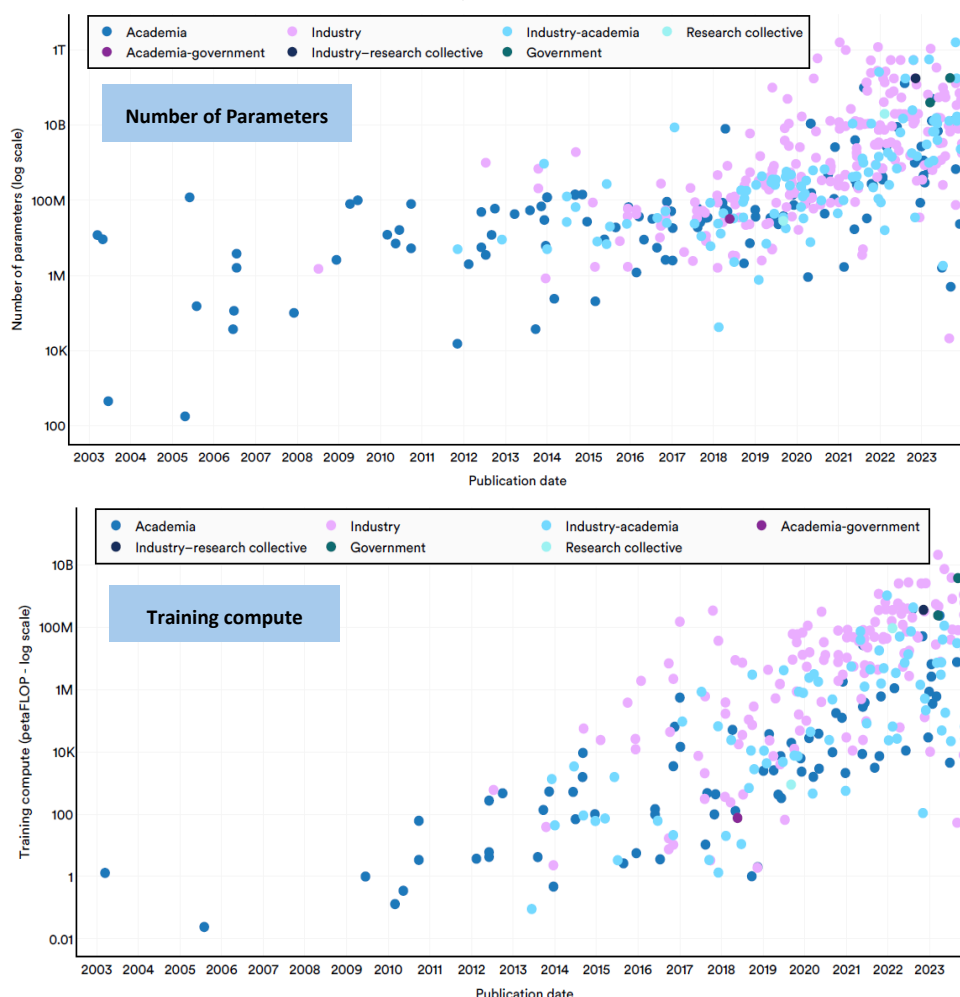 Academia Industry Industry-academia Research collective
Academia-government Industry–research collective Government
Number of Parameters
Number of parameters (log scale)
1T
10B
100M
1M
10K
100
2003 2004 2005 2006 2007 2008 2009 2010 2011 2012 2013 2014 2015 2016 2017 2018 2019 2020 2021 2022 2023
Publication date
Academia Industry Industry-academia Academia-government
Industry–research collective Government Research collective
Training compute
Training compute (petaFLOP - log scale)
10B
100M
1M
10K
100
1
0.01
2003 2004 2005 2006 2007 2008 2009 2010 2011 2012 2013 2014 2015 2016 2017 2018 2019 2020 2021 2022 2023
Publication date